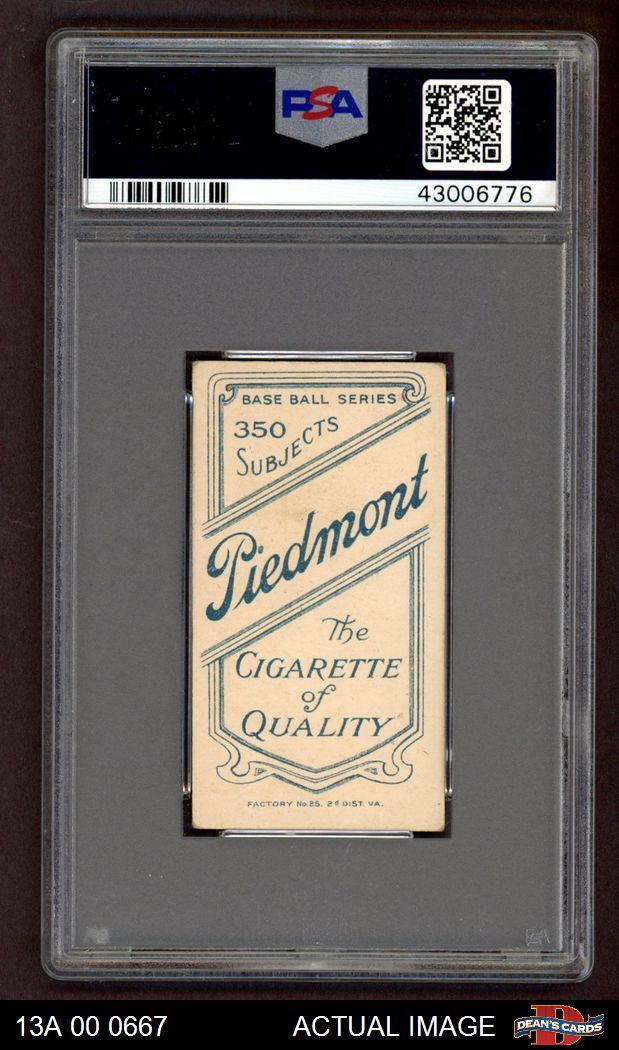 PSA
43006776
BASE BALL SERIES
350
SUBJECTS
Piedmont
The
CIGARETTE
of
QUALITY
FACTORY No. 25. 2d DIST. VA.
13A 00 0667 ACTUAL IMAGE DEAN'S CARDS